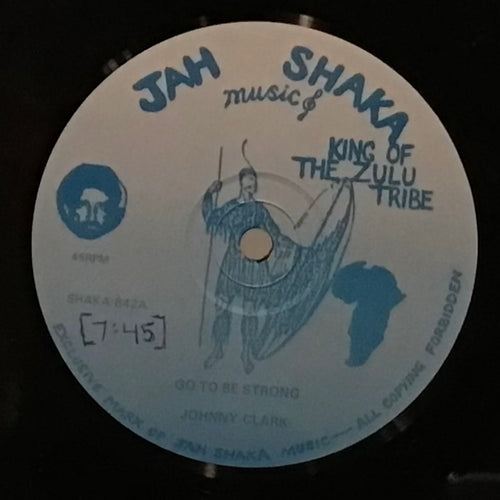 JAH SHAKA
music
KING OF
THE ZULU
TRIBE
45RPM
SHAKA 842A
[7:45]
GO TO BE STRONG
JOHNNY CLARK
EXCLUSIVE MARK OF JAH SHAKA MUSIC — ALL COPYING FORBIDDEN